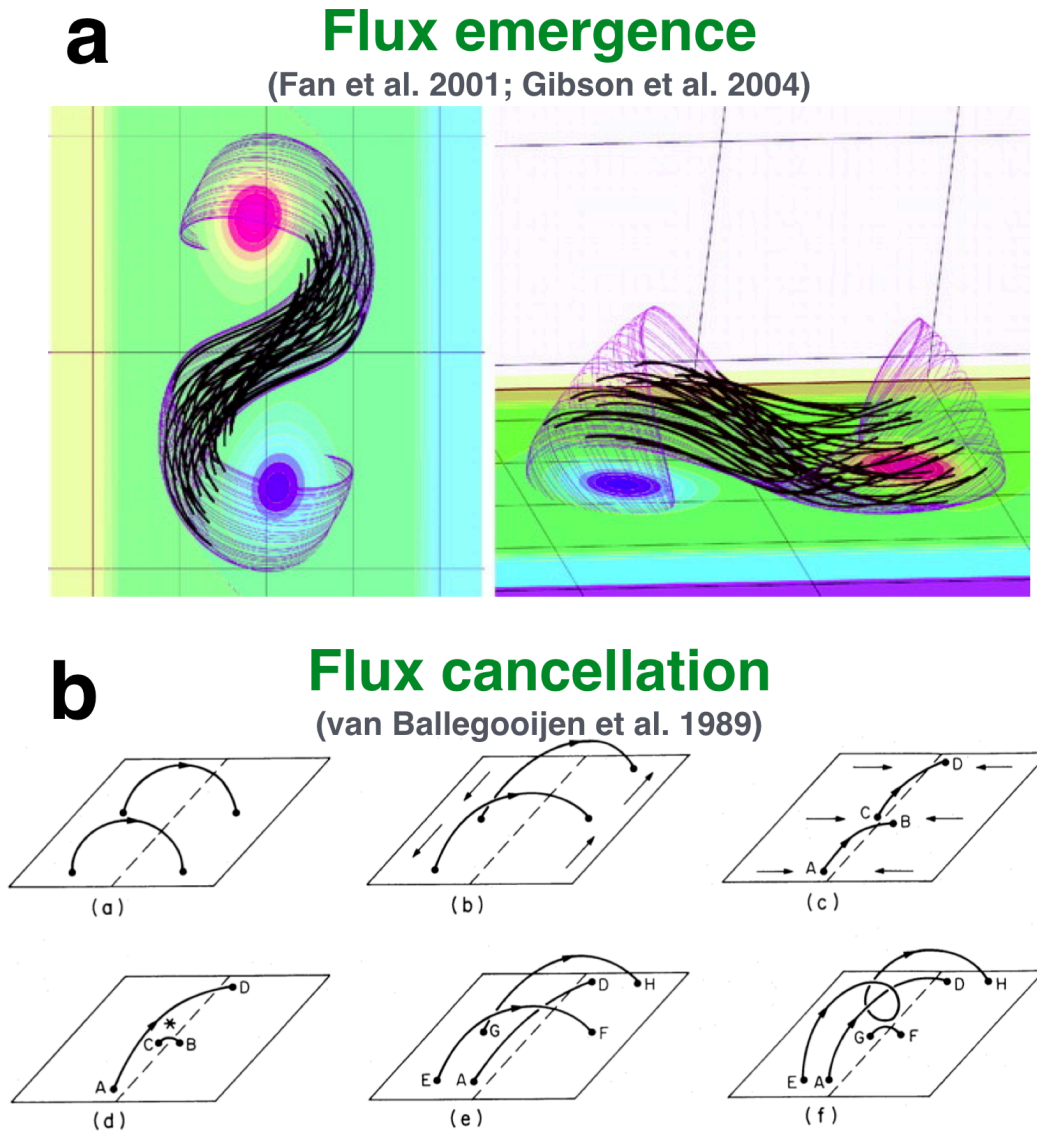 a
Flux emergence
(Fan et al. 2001; Gibson et al. 2004)
b
Flux cancellation
(van Ballegooijen et al. 1989)
(a)
(b)
D
C
B
A
(c)
D
*
C
B
A
(d)
D
H
G
F
E
A
(e)
D
H
G
F
E
A
(f)